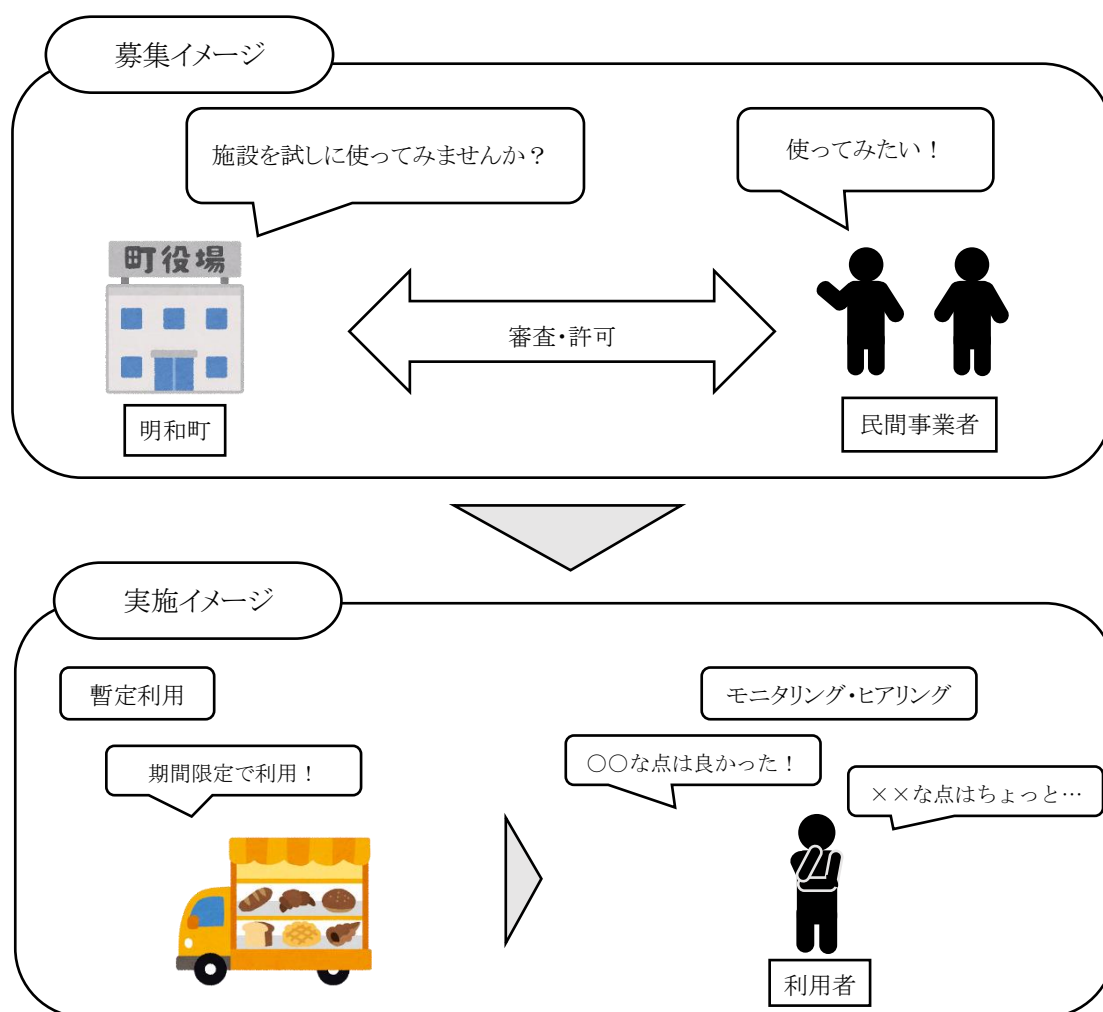 募集イメージ
施設を試しに使ってみませんか？
使ってみたい！
町役場
審査・許可
明和町
民間事業者
実施イメージ
暫定利用
モニタリング・ヒアリング
期間限定で利用！
○○な点は良かった！
××な点はちょっと…
利用者